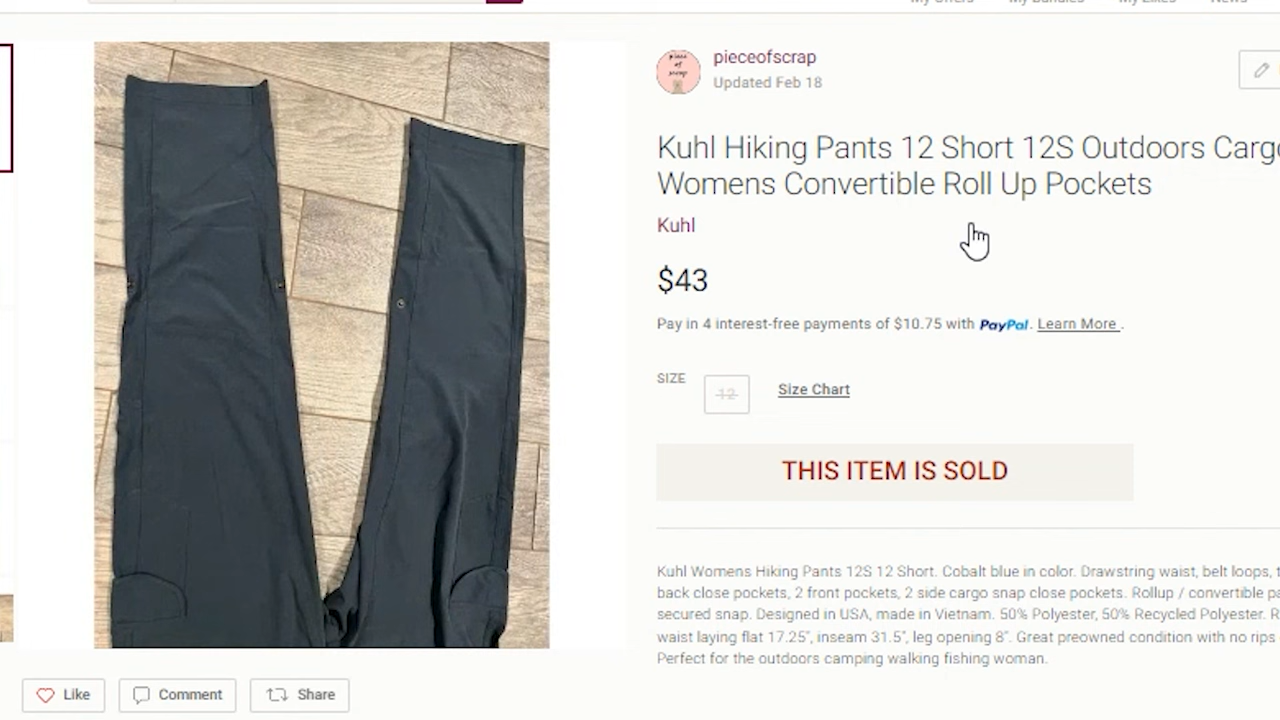 pieceofscrap
piece
of
scrap
Updated Feb 18
Kuhl Hiking Pants 12 Short 12S Outdoors Carg
Womens Convertible Roll Up Pockets
Kuhl
$43
Pay in 4 interest-free payments of $10.75 with PayPal. Learn More .
SIZE
12
Size Chart
THIS ITEM IS SOLD
Kuhl Womens Hiking Pants 12S 12 Short. Cobalt blue in color. Drawstring waist, belt loops,
back close pockets, 2 front pockets, 2 side cargo snap close pockets. Rollup / convertible
secured snap. Designed in USA, made in Vietnam. 50% Polyester, 50% Recycled Polyester.
waist laying flat 17.25", inseam 31.5", leg opening 8". Great preowned condition with no rips
Perfect for the outdoors camping walking fishing woman.
Like
Comment
Share